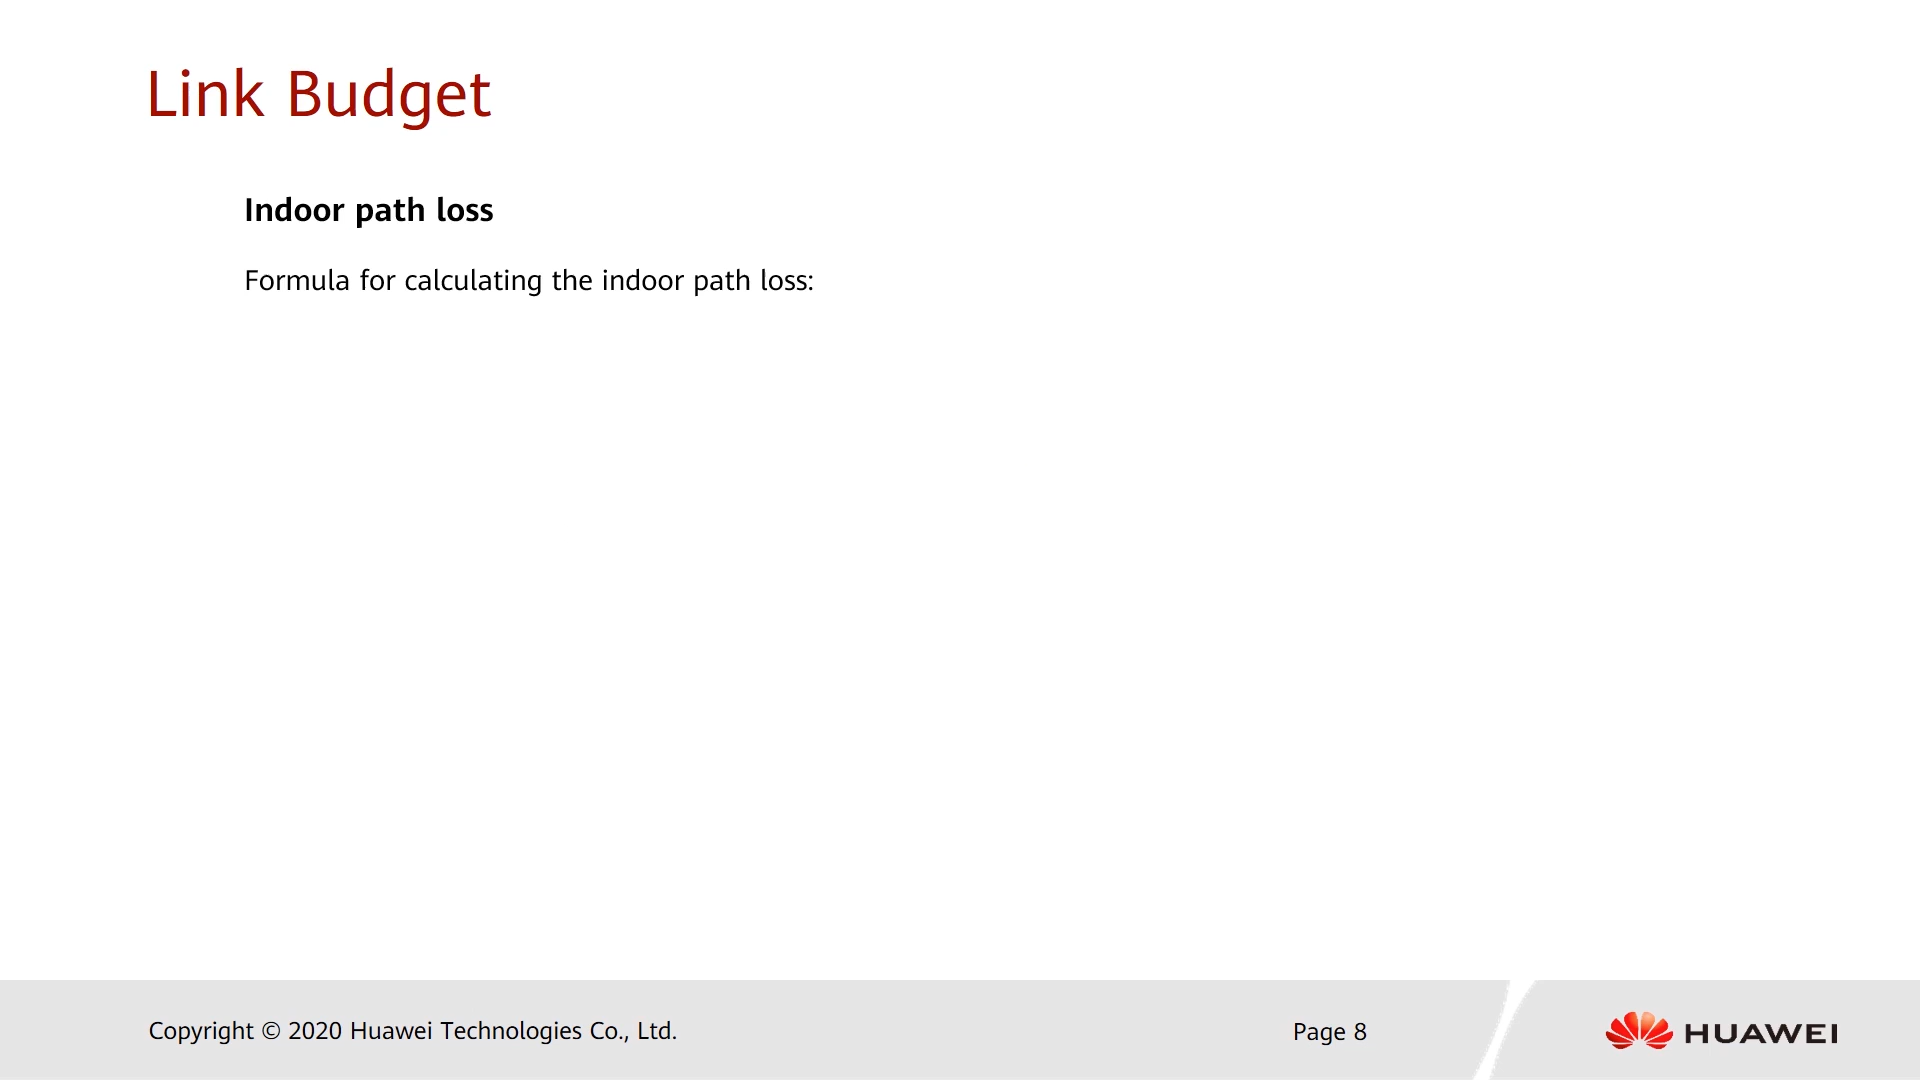 Link Budget
Indoor path loss
Formula for calculating the indoor path loss:
Copyright © 2020 Huawei Technologies Co., Ltd.
Page 8
HUAWEI